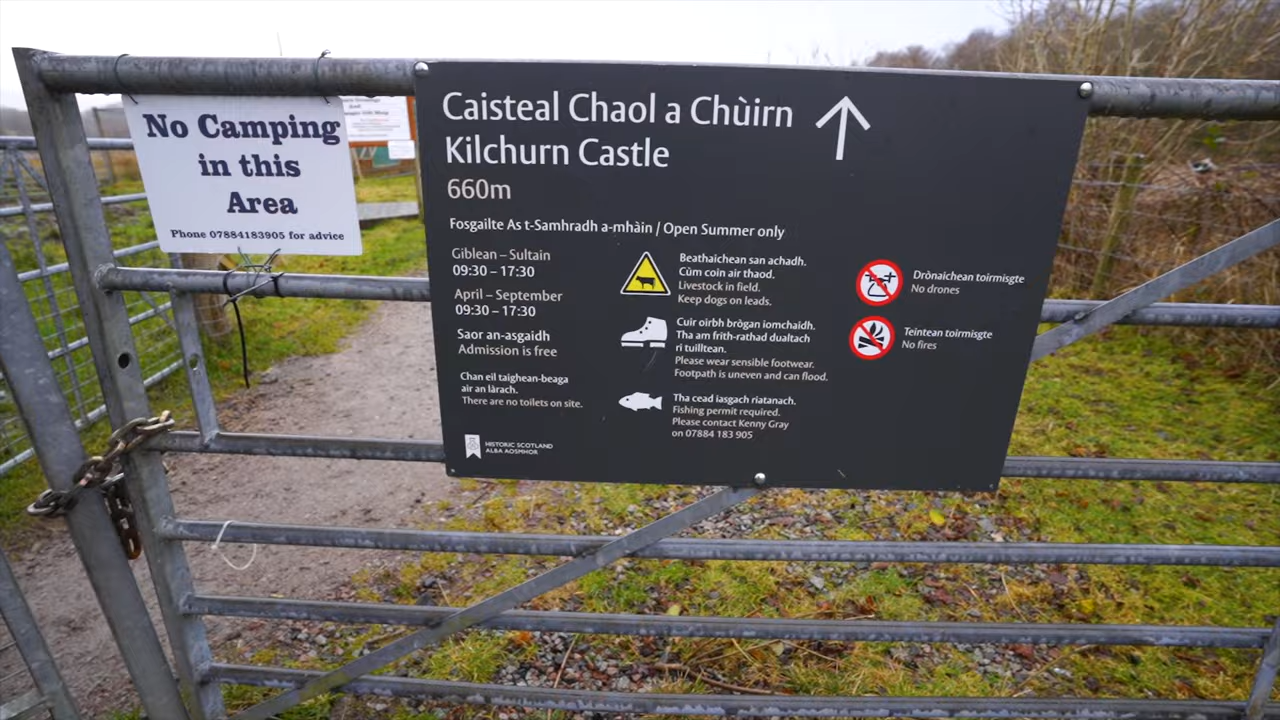 No Camping
in this
Area
Phone 07884183905 for advice
Caisteal Chaol a Chùirn
Kilchurn Castle
660m
Fosgailte As t-Samhradh a-mhàin / Open Summer only
Giblean – Sultain
09:30 – 17:30
April – September
09:30 – 17:30
Saor an-asgaidh
Admission is free
Chan eil taighean-beaga
air an làrach.
There are no toilets on site.
HISTORIC SCOTLAND
ALBA AOSMHOR
Beathaichean san achadh.
Cùm coin air thaod.
Livestock in field.
Keep dogs on leads.
Cuir oirbh brògan iomchaidh.
Tha am frith-rathad dualtach
ri tuilltean.
Please wear sensible footwear.
Footpath is uneven and can flood.
Tha cead iasgach riatanach.
Fishing permit required.
Please contact Kenny Gray
on 07884 183 905
Drònaichean toirmisgte
No drones
Teintean toirmisgte
No fires